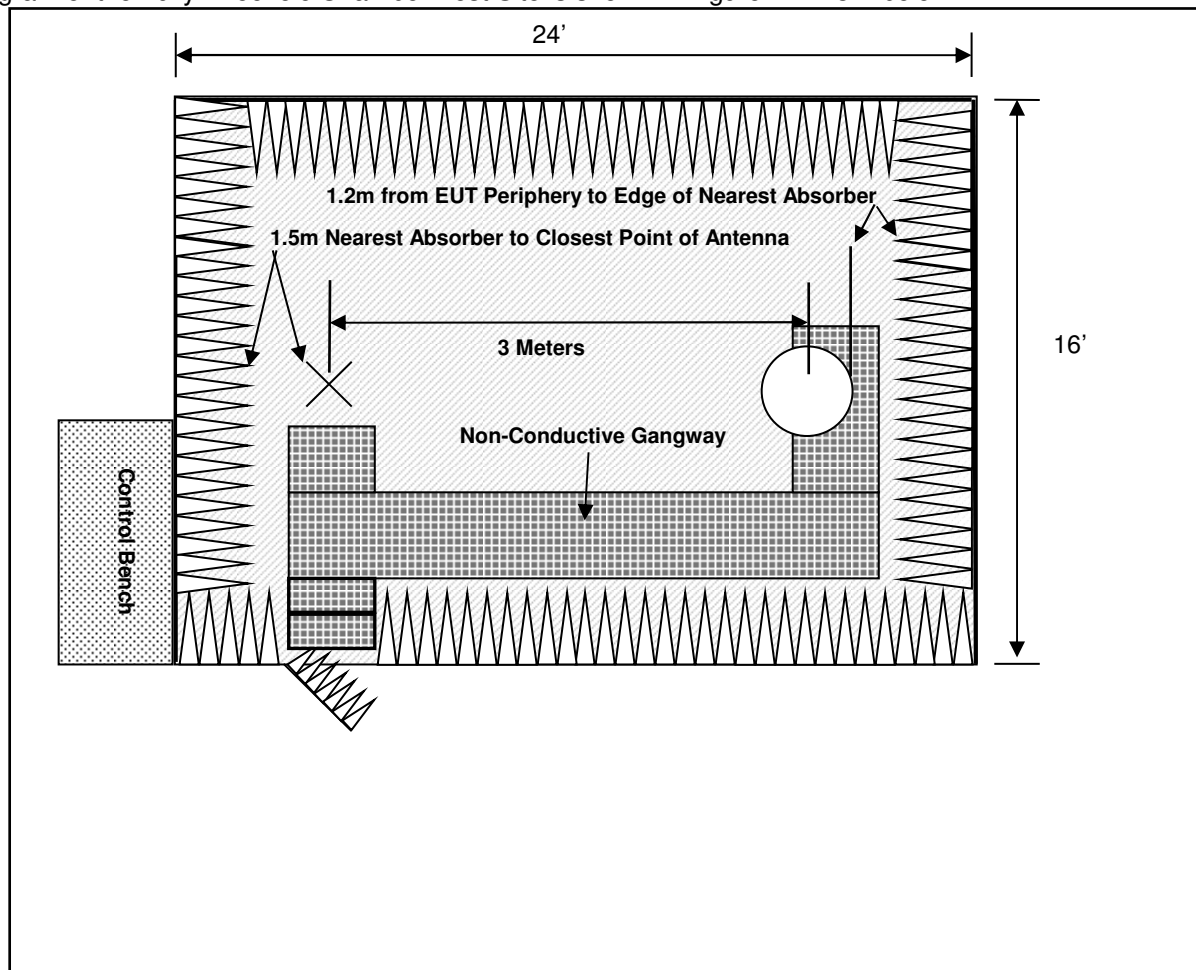 24’
1.2m from EUT Periphery to Edge of Nearest Absorber
1.5m Nearest Absorber to Closest Point of Antenna
3 Meters
16’
Non-Conductive Gangway
Control Bench